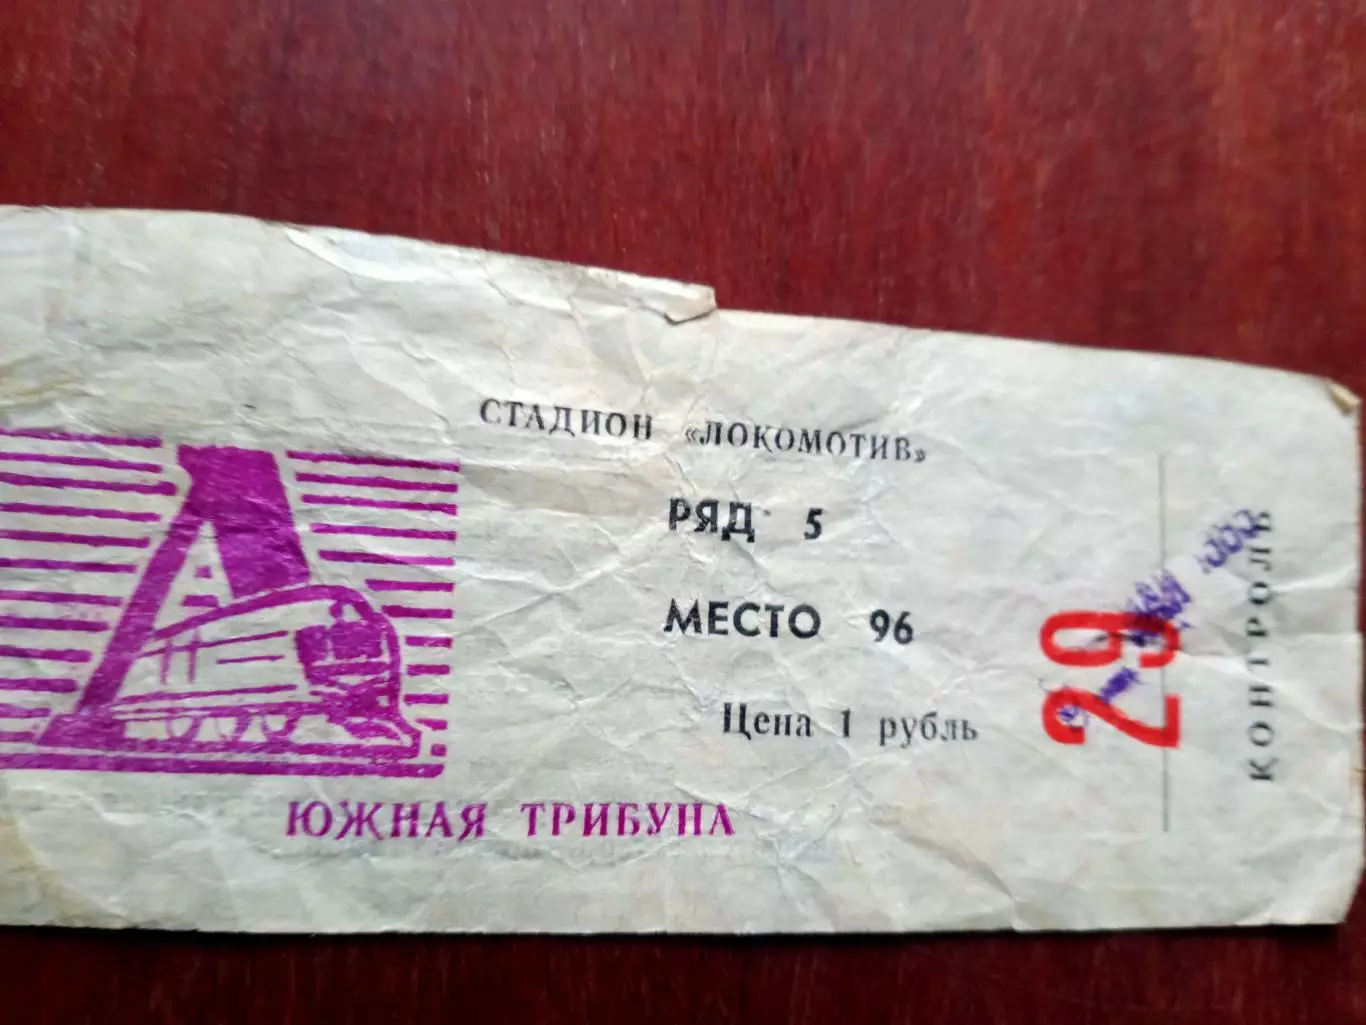 СТАДИОН «ЛОКОМОТИВ»
РЯД 5
МЕСТО 96
Цена 1 рубль
ЮЖНАЯ ТРИБУНА
29
КОНТРОЛЬ